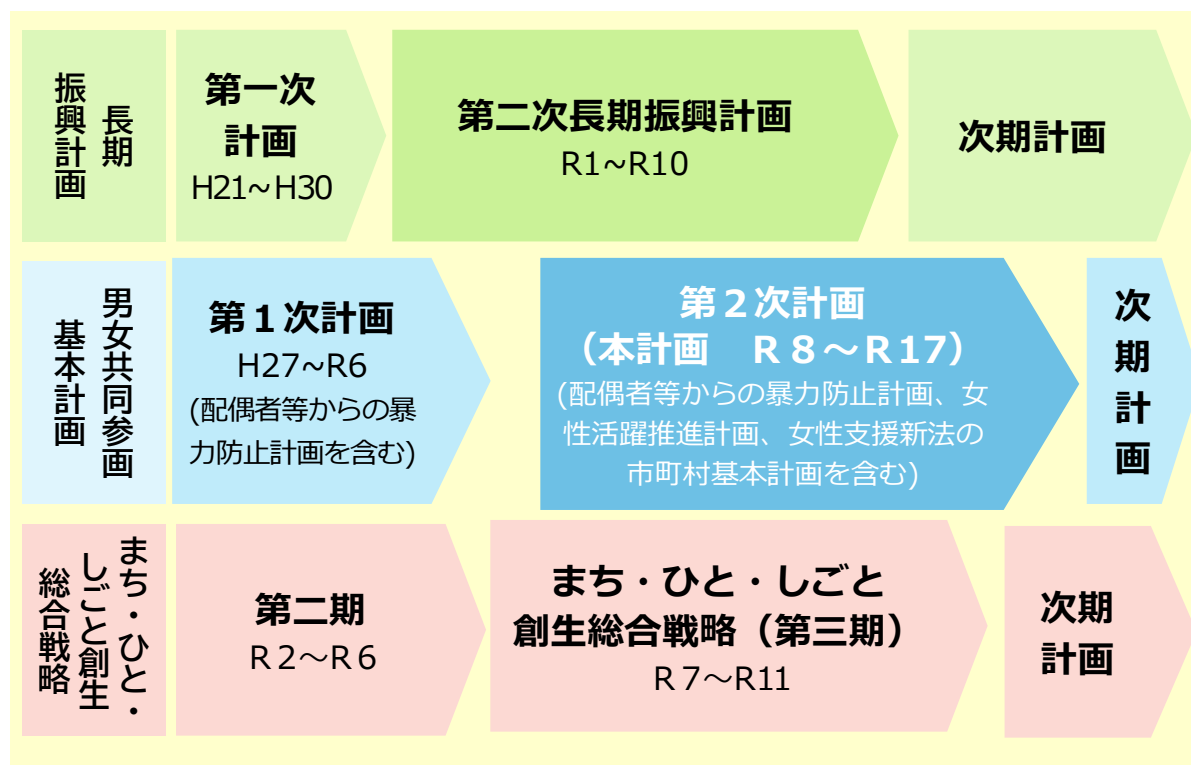 長期
振興計画
第一次
計画
H21~H30
第二次長期振興計画
R1~R10
次期計画
男女共同参画
基本計画
第１次計画
H27~R6
(配偶者等からの暴
力防止計画を含む)
第２次計画
（本計画　Ｒ８～Ｒ17）
(配偶者等からの暴力防止計画、女
性活躍推進計画、女性支援新法の
市町村基本計画を含む)
次期計画
まち・ひと・
しごと創生
総合戦略
第二期
Ｒ２～Ｒ６
まち・ひと・しごと
創生総合戦略（第三期）
Ｒ７～Ｒ11
次期
計画